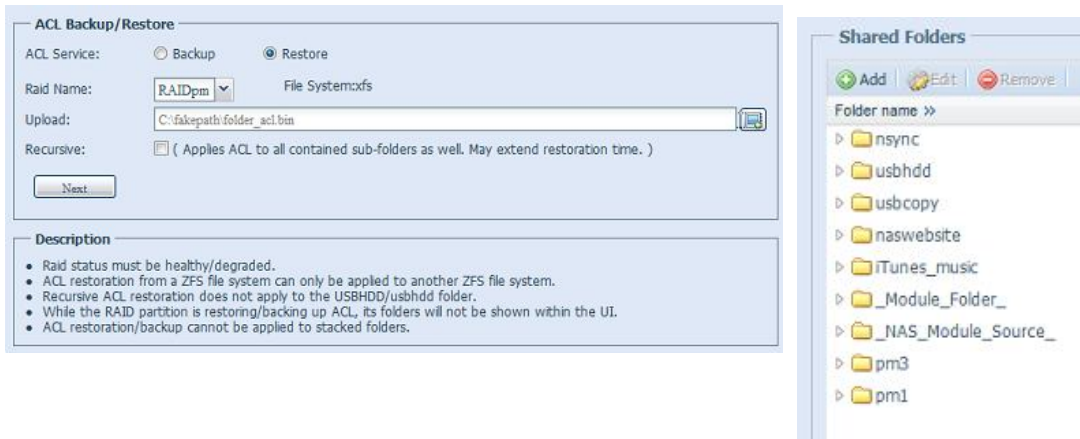 ACL Backup/Restore
ACL Service: Backup Restore
Raid Name: RAIDpm File System:xfs
Upload: C:\fakepath\folder_acl.bin
Recursive: ( Applies ACL to all contained sub-folders as well. May extend restoration time. )
Next
Description
• Raid status must be healthy/degraded.
• ACL restoration from a ZFS file system can only be applied to another ZFS file system.
• Recursive ACL restoration does not apply to the USBHDD/usbhdd folder.
• While the RAID partition is restoring/backing up ACL, its folders will not be shown within the UI.
• ACL restoration/backup cannot be applied to stacked folders.
Shared Folders
Add Edit Remove
Folder name »
nsync
usbhdd
usbcopy
naswebsite
iTunes_music
_Module_Folder_
_NAS_Module_Source_
pm3
pm1